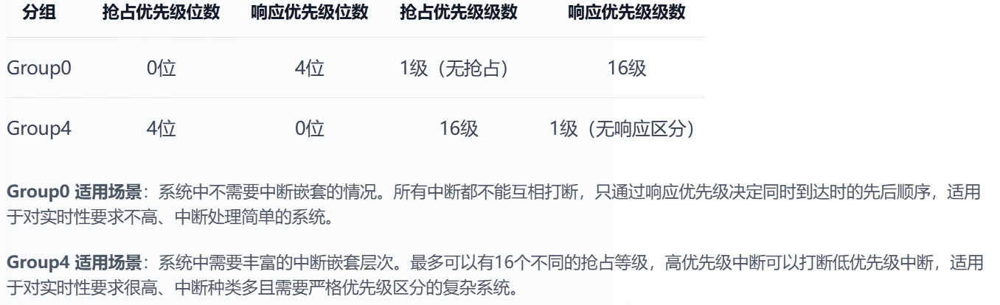 分组 抢占优先级位数 响应优先级位数 抢占优先级级数 响应优先级级数
Group0 0位 4位 1级（无抢占） 16级
Group4 4位 0位 16级 1级（无响应区分）
Group0 适用场景：系统中不需要中断嵌套的情况。所有中断都不能互相打断，只通过响应优先级决定同时到达时的先后顺序，适用
于对实时性要求不高、中断处理简单的系统。
Group4 适用场景：系统中需要丰富的中断嵌套层次。最多可以有16个不同的抢占等级，高优先级中断可以打断低优先级中断，适用
于对实时性要求很高、中断种类多且需要严格优先级区分的复杂系统。